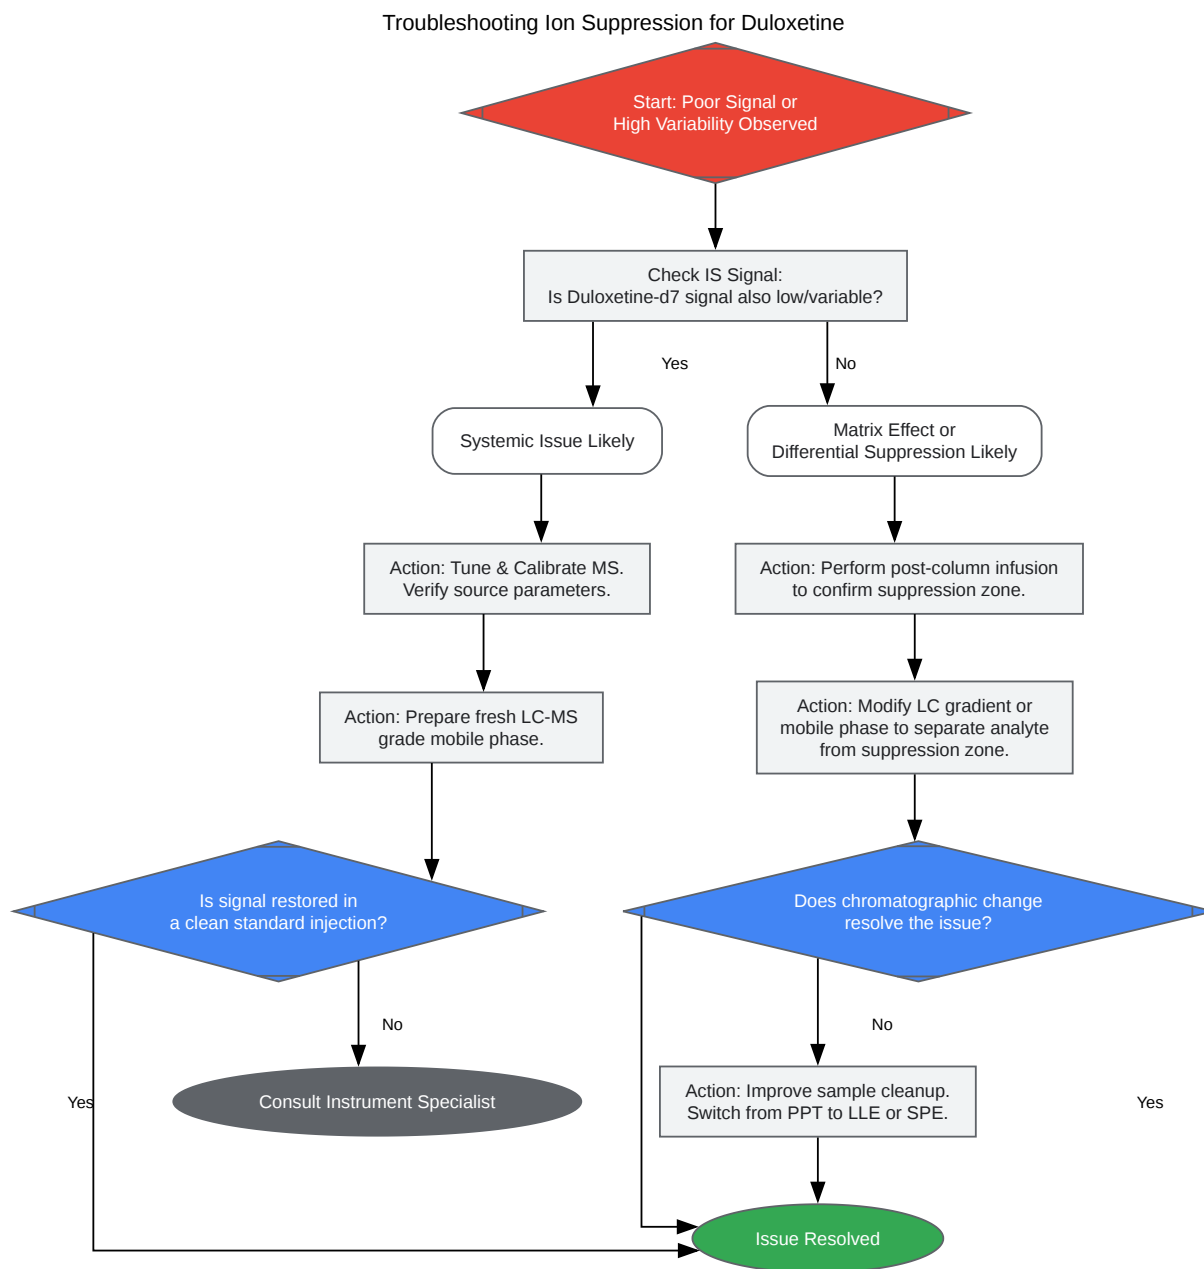 Troubleshooting Ion Suppression for Duloxetine
Start: Poor Signal or
High Variability Observed
Check IS Signal:
Is Duloxetine-d7 signal also low/variable?
Yes
No
Systemic Issue Likely
Matrix Effect or
Differential Suppression Likely
Action: Tune & Calibrate MS.
Verify source parameters.
Action: Perform post-column infusion
to confirm suppression zone.
Action: Prepare fresh LC-MS
grade mobile phase.
Action: Modify LC gradient or
mobile phase to separate analyte
from suppression zone.
Is signal restored in
a clean standard injection?
Does chromatographic change
resolve the issue?
No
No
Yes
Consult Instrument Specialist
Action: Improve sample cleanup.
Switch from PPT to LLE or SPE.
Yes
Issue Resolved